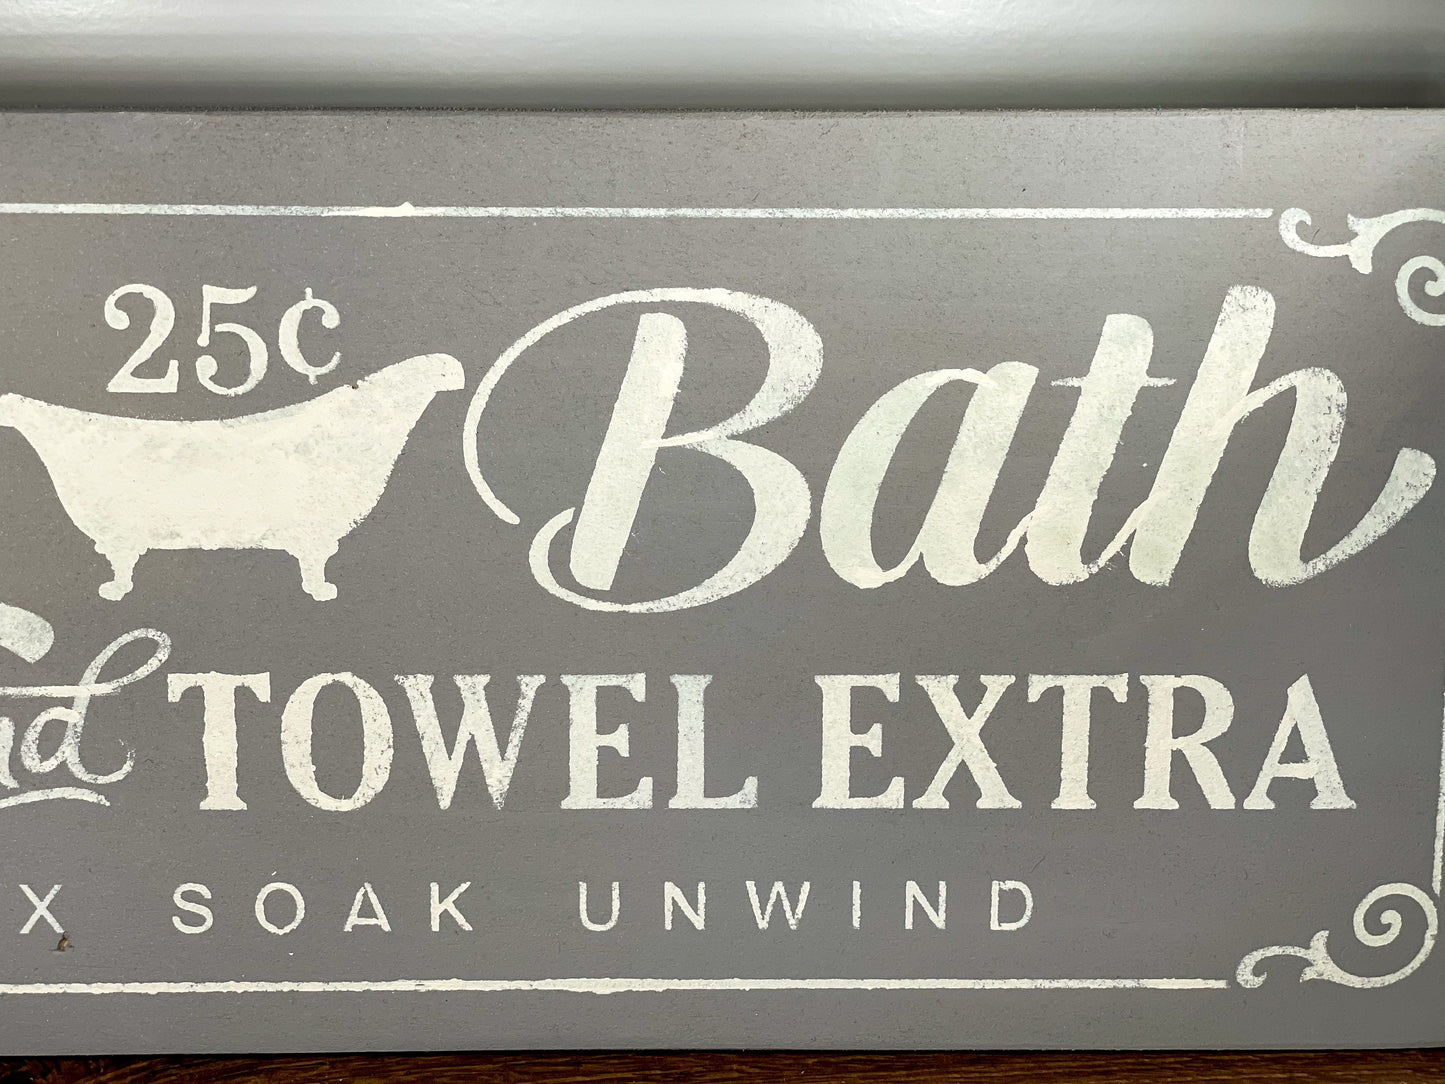 25¢ Bath
TOWEL EXTRA
SOAK UNWIND